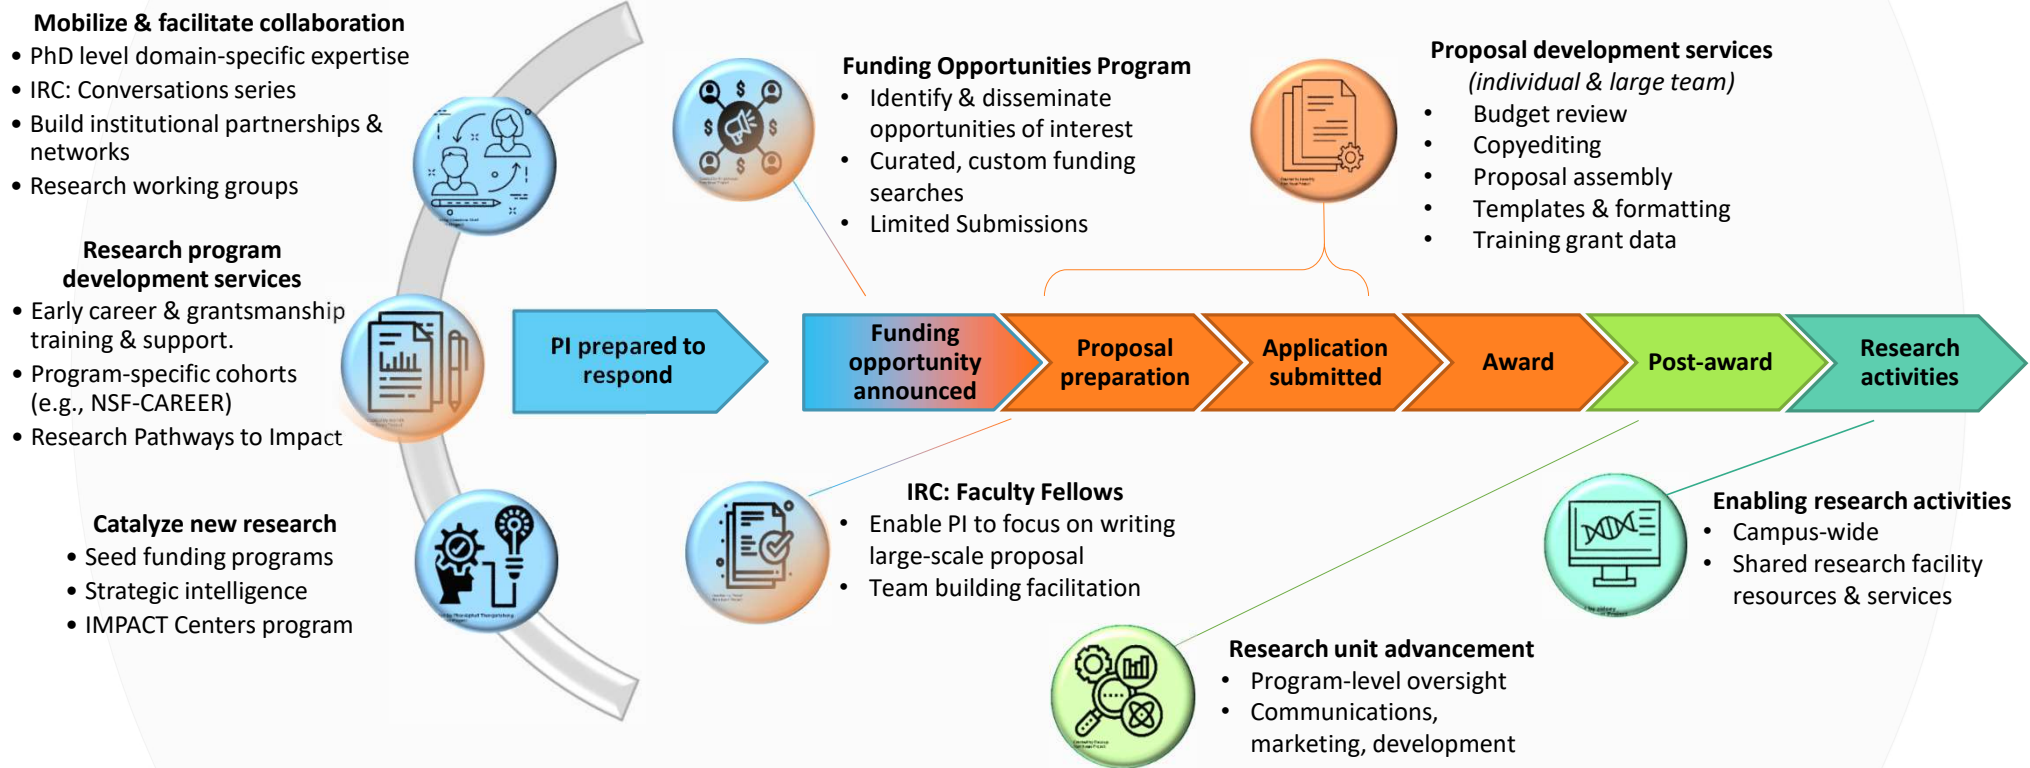 Mobilize & facilitate collaboration
• PhD level domain-specific expertise
• IRC: Conversations series
• Build institutional partnerships &
networks
• Research working groups
Research program
development services
• Early career & grantsmanship
training & support.
• Program-specific cohorts
(e.g., NSF-CAREER)
• Research Pathways to Impact
Catalyze new research
• Seed funding programs
• Strategic intelligence
• IMPACT Centers program
PI prepared to
respond
Funding Opportunities Program
• Identify & disseminate
opportunities of interest
• Curated, custom funding
searches
• Limited Submissions
Proposal development services
(individual & large team)
• Budget review
• Copyediting
• Proposal assembly
• Templates & formatting
• Training grant data
Funding
opportunity
announced
Proposal
preparation
Application
submitted
Award
Post-award
Research
activities
IRC: Faculty Fellows
• Enable PI to focus on writing
large-scale proposal
• Team building facilitation
Research unit advancement
• Program-level oversight
• Communications,
marketing, development
Enabling research activities
• Campus-wide
• Shared research facility
resources & services